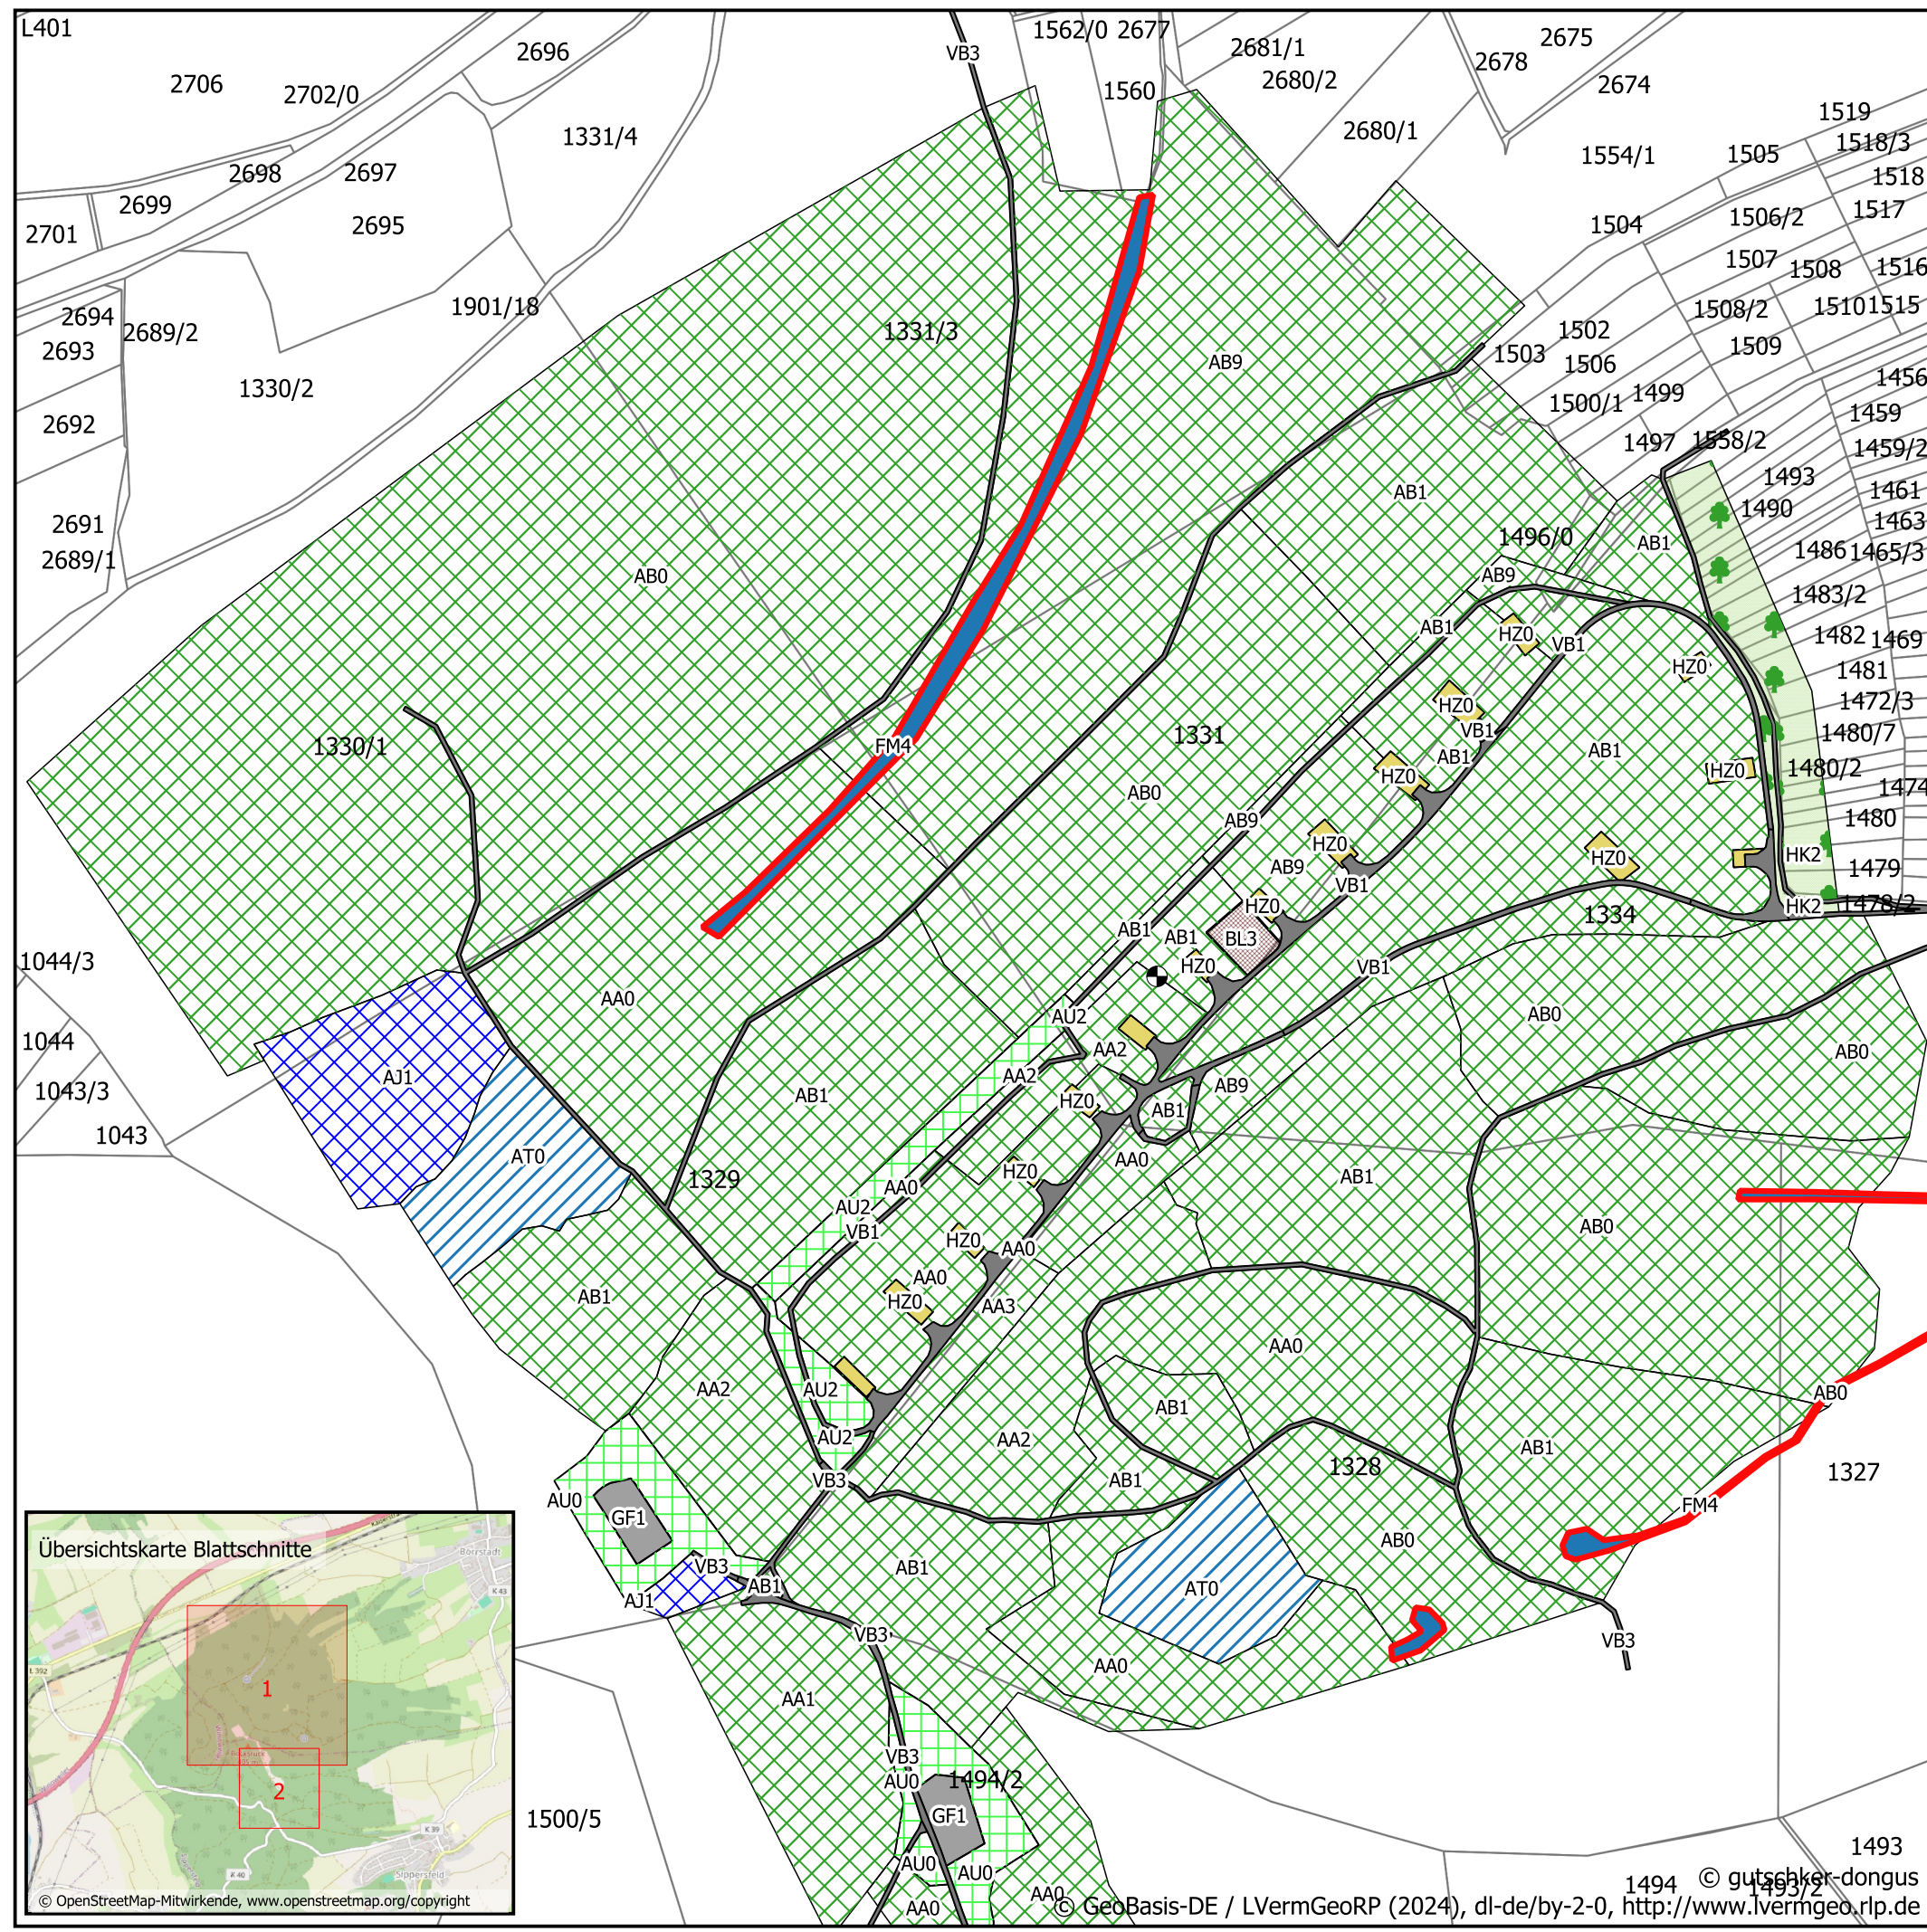 L401
2696
VB3
1562/0 2677
2681/1
2675
2678
2706
2702/0
1560
2680/2
2674
1331/4
2680/1
1519
1518/3
1554/1
1505
2698
2697
1518
2699
2695
1504
1506/2
1517
2701
1507
1508
1516
1901/18
1508/2
1510
1515
2694
2689/2
1331/3
1502
2693
1503
1509
AB9
1506
1330/2
1456
1499
1500/1
1459
2692
1497
1558/2
1459/2
1493
AB1
1461
1490
2691
1463
1496/0
AB1
1486
1465/3
2689/1
AB0
AB9
1483/2
AB1
HZ0
VB1
1482
1469
HZ0
1481
1472/3
HZ0
VB1
1331
1480/7
1330/1
FM4
AB1
AB1
HZ0
HZ0
1480/2
AB0
1474
AB9
1480
HZ0
HZ0
HK2
AB9
1479
VB1
HZ0
HK2
1478/2
1334
AB1
AB1
BL3
1044/3
HZ0
VB1
AA0
AU2
AB0
1044
AA2
AB0
AJ1
AA2
AB9
1043/3
AB1
HZ0
AB1
1043
AT0
AA0
1329
HZ0
AB1
AA0
AU2
VB1
AB0
HZ0
AA0
AA0
AB1
HZ0
AA3
AA0
AA2
AU2
AB1
AB0
AU2
AA2
AB1
1328
1327
VB3
AB1
AU0
FM4
GF1
AB0
Übersichtskarte Blattschnitte
Börrstadt
K 43
VB3
AB1
AB1
AT0
AJ1
VB3
VB3
AA0
L 392
1
AA1
VB3
AU0
1494/2
2
GF1
1500/5
K 39
1493
AU0
AU0
K 40
Sippersfeld
© gutschker-dongus
1494
1493/2
AA0
AA0
© OpenStreetMap-Mitwirkende, www.openstreetmap.org/copyright
© GeoBasis-DE / LVermGeoRP (2024), dl-de/by-2-0, http://www.lvermgeo.rlp.de